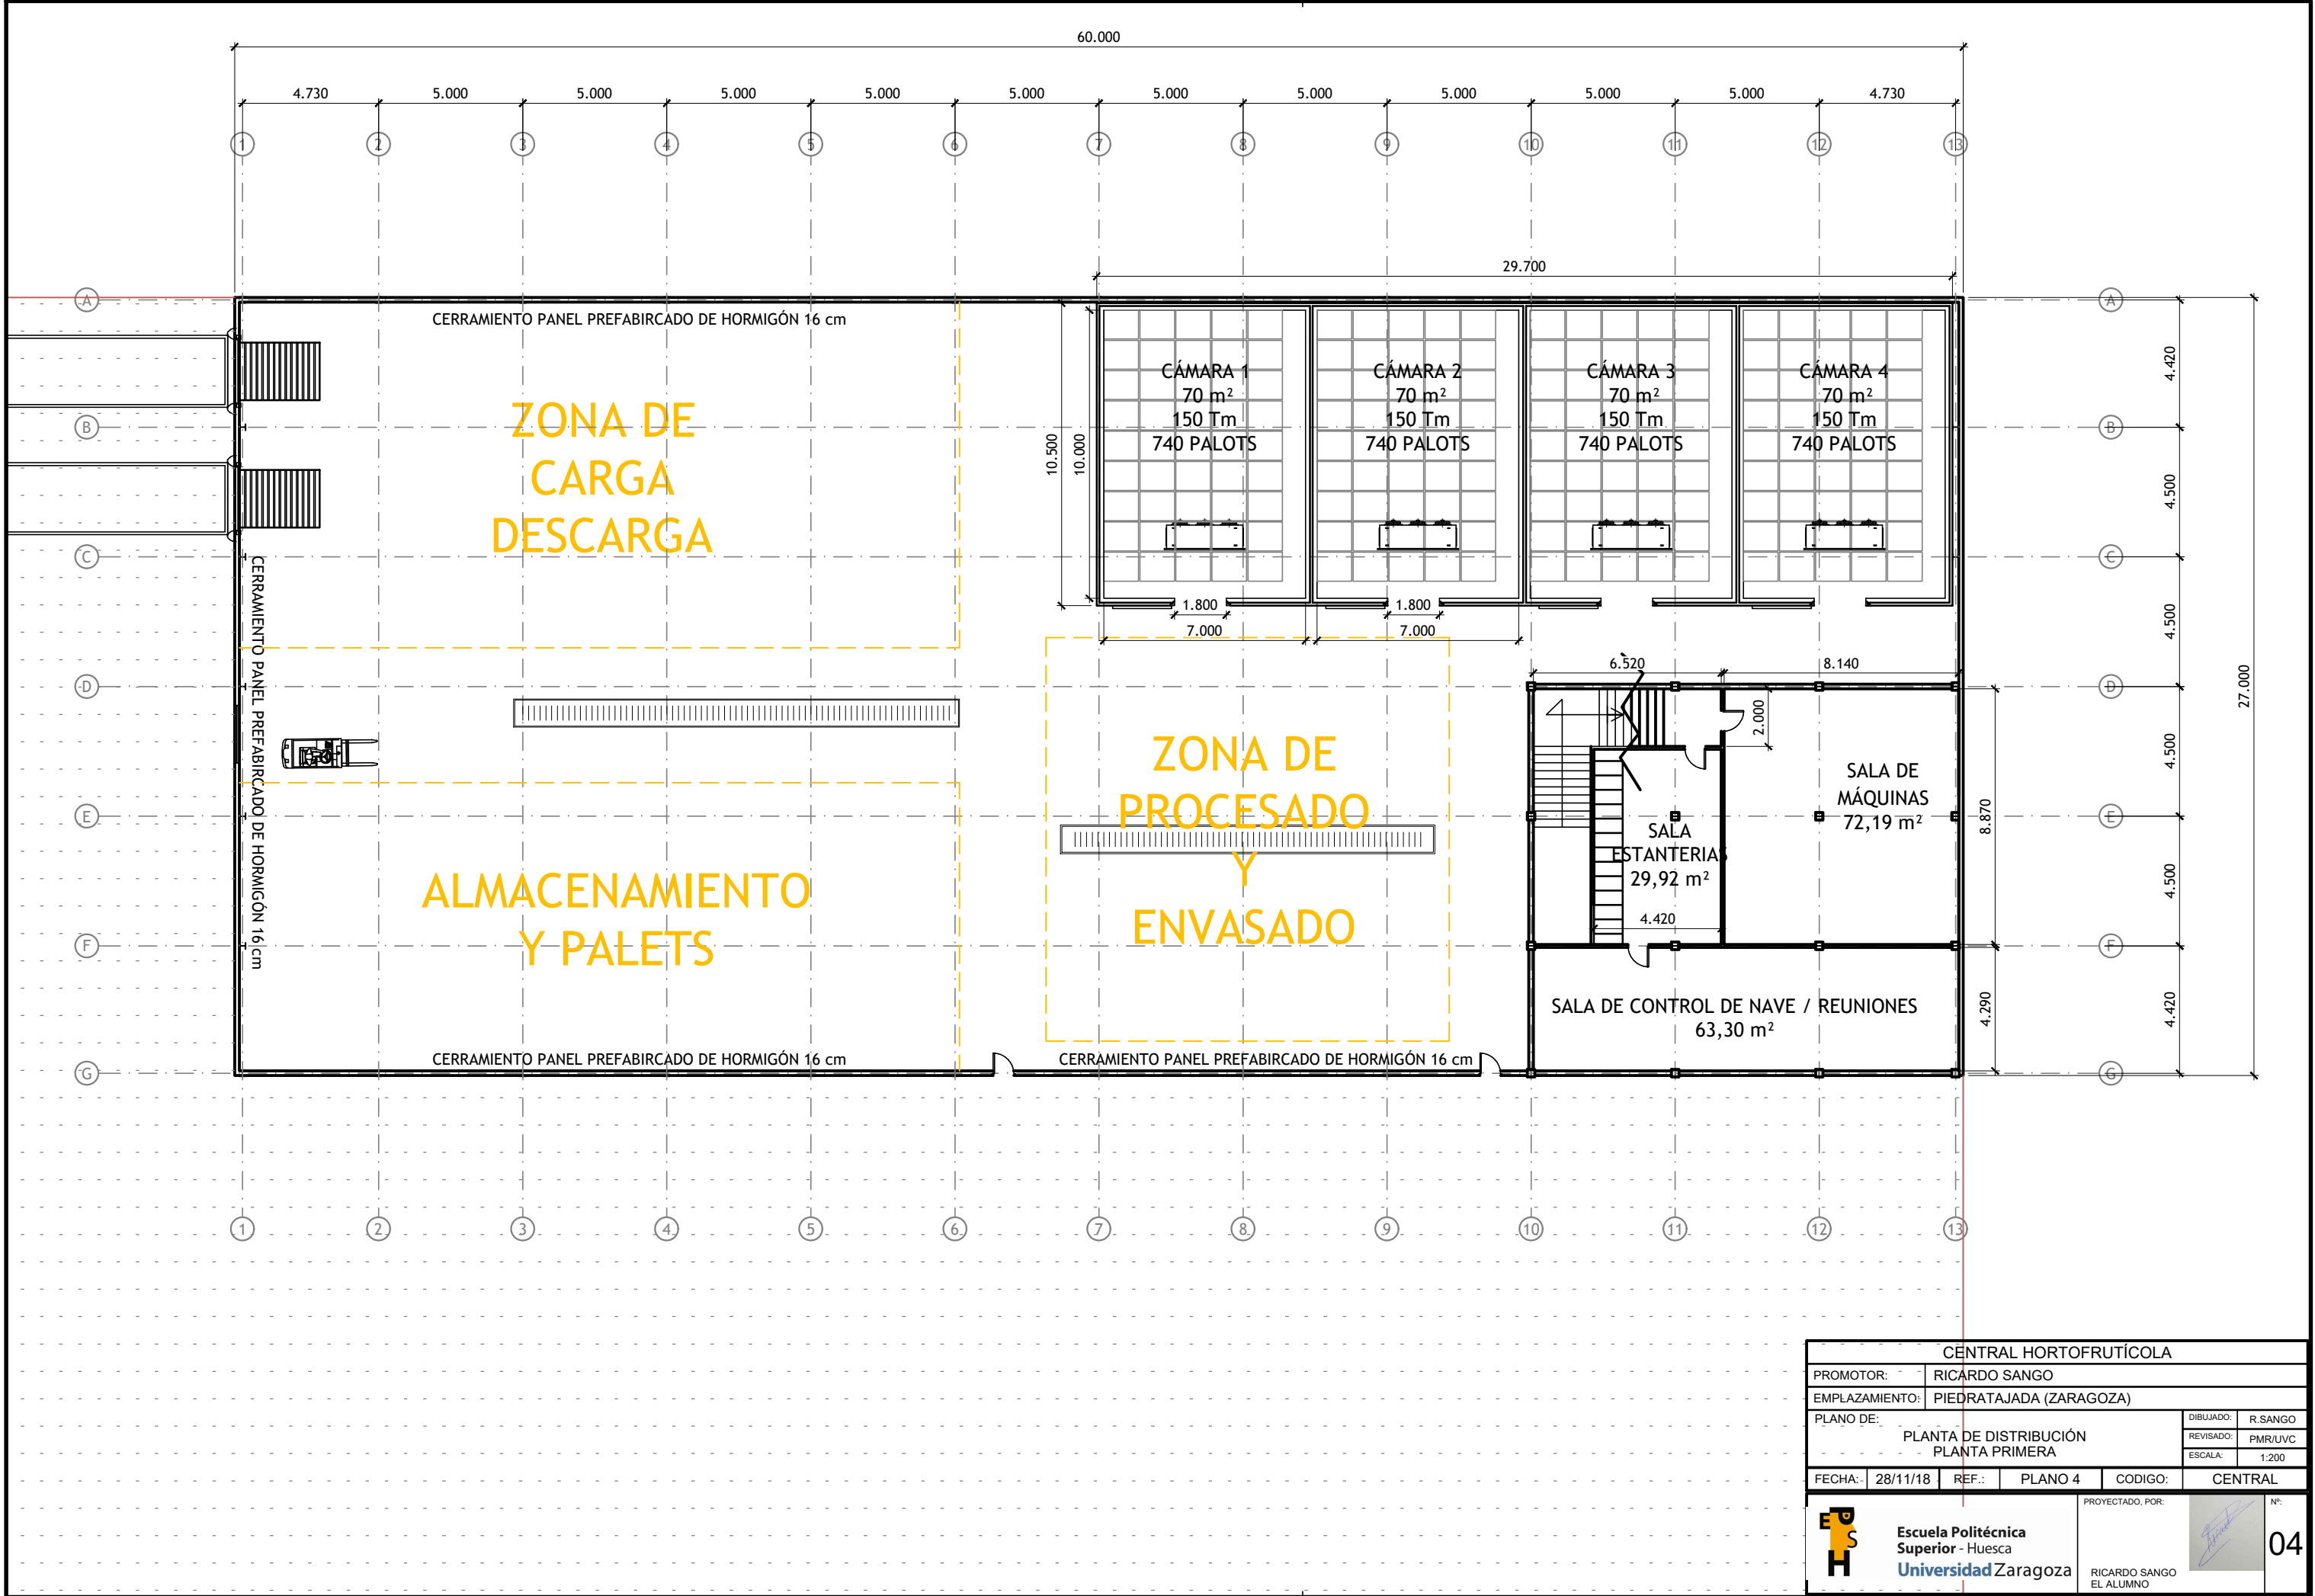 60.000
4.730 5.000 5.000 5.000 5.000 5.000 5.000 5.000 5.000 5.000 5.000 4.730
1 2 3 4 5 6 7 8 9 10 11 12 13
29.700
A A
CERRAMIENTO PANEL PREFABIRCADO DE HORMIGÓN 16 cm
4.420
CÁMARA 1
70 m²
150 Tm
740 PALOTS
CÁMARA 2
70 m²
150 Tm
740 PALOTS
CÁMARA 3
70 m²
150 Tm
740 PALOTS
CÁMARA 4
70 m²
150 Tm
740 PALOTS
ZONA DE
CARGA
DESCARGA
B B
10.500
10.000
4.500
C C
1.800 1.800
7.000 7.000
4.500
CERRAMIENTO PANEL PREFABIRCADO DE HORMIGÓN 16 cm
6.520 8.140
27.000
D D
2.000
4.500
ZONA DE
PROCESADO
Y
ENVASADO
SALA DE
MÁQUINAS
72,19 m²
8.870
E E
SALA
ESTANTERIAS
29,92 m²
4.420
4.500
ALMACENAMIENTO
Y PALETS
F F
SALA DE CONTROL DE NAVE / REUNIONES
63,30 m²
4.290
4.420
CERRAMIENTO PANEL PREFABIRCADO DE HORMIGÓN 16 cm
CERRAMIENTO PANEL PREFABIRCADO DE HORMIGÓN 16 cm
G G
1 2 3 4 5 6 7 8 9 10 11 12 13
CENTRAL HORTOFRUTÍCOLA
PROMOTOR: RICARDO SANGO
EMPLAZAMIENTO: PIEDRATAJADA (ZARAGOZA)
PLANO DE:
PLANTA DE DISTRIBUCIÓN
PLANTA PRIMERA
DIBUJADO: R.SANGO
REVISADO: PMR/UVC
ESCALA: 1:200
FECHA: 28/11/18 REF.: PLANO 4 CODIGO: CENTRAL
EPSH
Escuela Politécnica
Superior - Huesca
Universidad Zaragoza
PROYECTADO, POR:
RICARDO SANGO
EL ALUMNO
Nº:
04